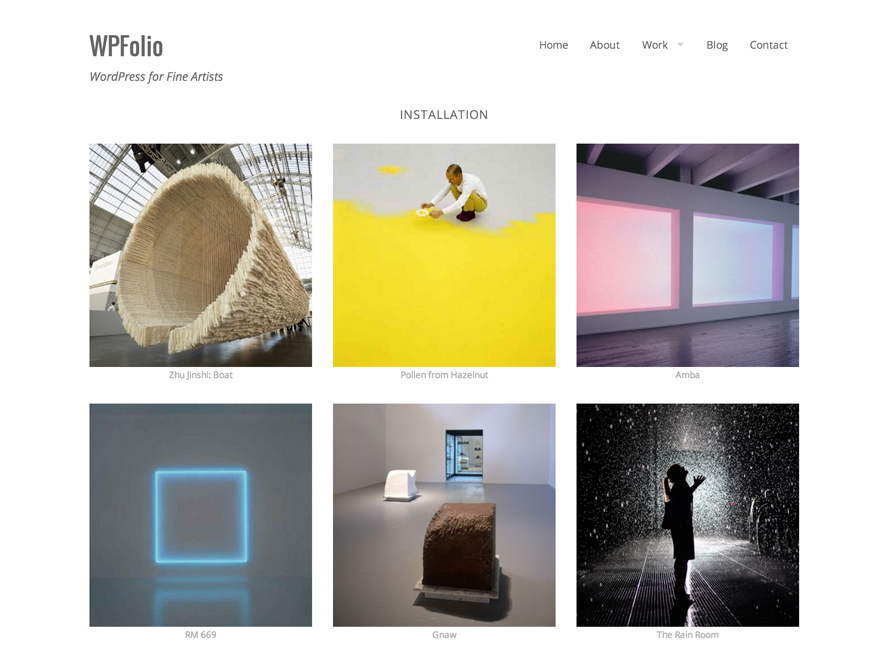 WPFolio
Home About Work Blog Contact
WordPress for Fine Artists
INSTALLATION
Zhu Jinshi: Boat
Pollen from Hazelnut
Amba
RM 669
Gnaw
The Rain Room